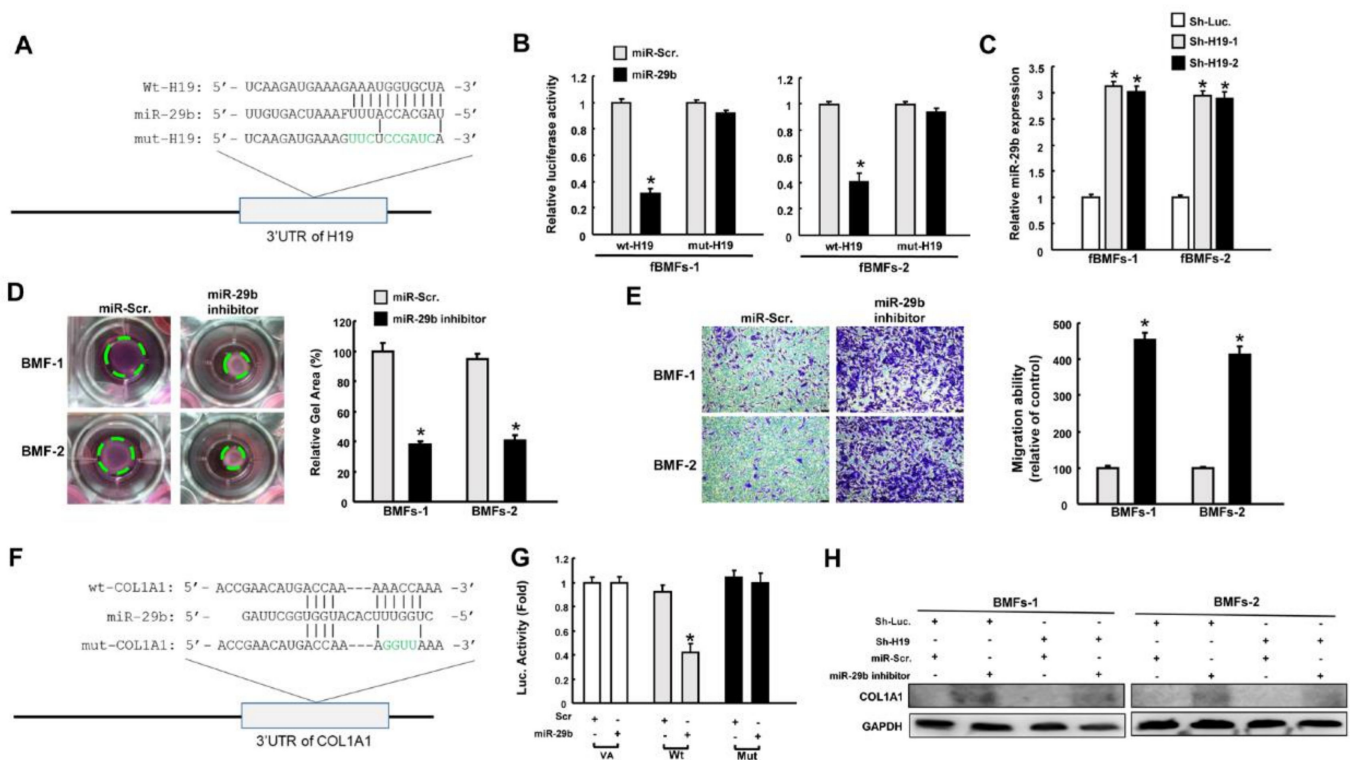 A
Wt-H19: 5′- UCAAGAUGAAAGAAAUGGUGCUA -3′
miR-29b: UUGUGACUAAAFUUUACCACGAU -5′
mut-H19: 5′- UCAAGAUGAAAGUUCUCCGAUCA -3′
3'UTR of H19
B
miR-Scr.
miR-29b
Relative luciferase activity
1.2
1
0.8
0.6
0.4
0.2
0
wt-H19 mut-H19
fBMFs-1
1.2
1
0.8
0.6
0.4
0.2
0
wt-H19 mut-H19
fBMFs-2
*
*
C
Sh-Luc.
Sh-H19-1
Sh-H19-2
Relative miR-29b expression
3.5
3
2.5
2
1.5
1
0.5
0
* * * *
fBMFs-1 fBMFs-2
D
miR-Scr. miR-29b
inhibitor
BMF-1
BMF-2
miR-Scr.
miR-29b inhibitor
Relative Gel Area (%)
120
100
80
60
40
20
0
* *
BMFs-1 BMFs-2
E
miR-Scr. miR-29b
inhibitor
BMF-1
BMF-2
Migration ability
(relative of control)
500
400
300
200
100
0
* *
BMFs-1 BMFs-2
F
wt-COL1A1: 5′- ACCGAACAUGACCAA---AAACCAAA -3′
miR-29b: GAUUCGGUGGUACACUUUGGUC -5′
mut-COL1A1: 5′- ACCGAACAUGACCAA---AGGUUAAA -3′
3'UTR of COL1A1
G
Luc. Activity (Fold)
1.2
1
0.8
0.6
0.4
0.2
0
*
Scr + - + - + -
miR-29b - + - + - +
VA Wt Mut
H
BMFs-1 BMFs-2
Sh-Luc. + + - - + + - -
Sh-H19 - - + + - - + +
miR-Scr. + - + - + - + -
miR-29b inhibitor - + - + - + - +
COL1A1
GAPDH